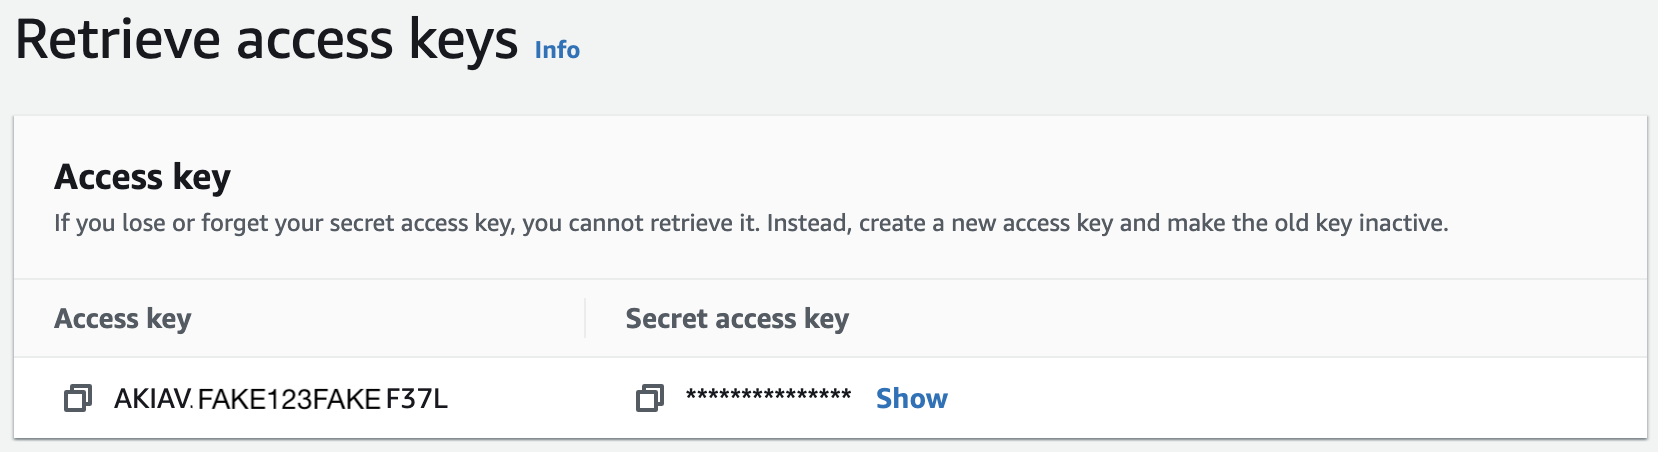 Retrieve access keys Info
Access key
If you lose or forget your secret access key, you cannot retrieve it. Instead, create a new access key and make the old key inactive.
Access key Secret access key
AKIAV. FAKE123FAKE F37L *************** Show